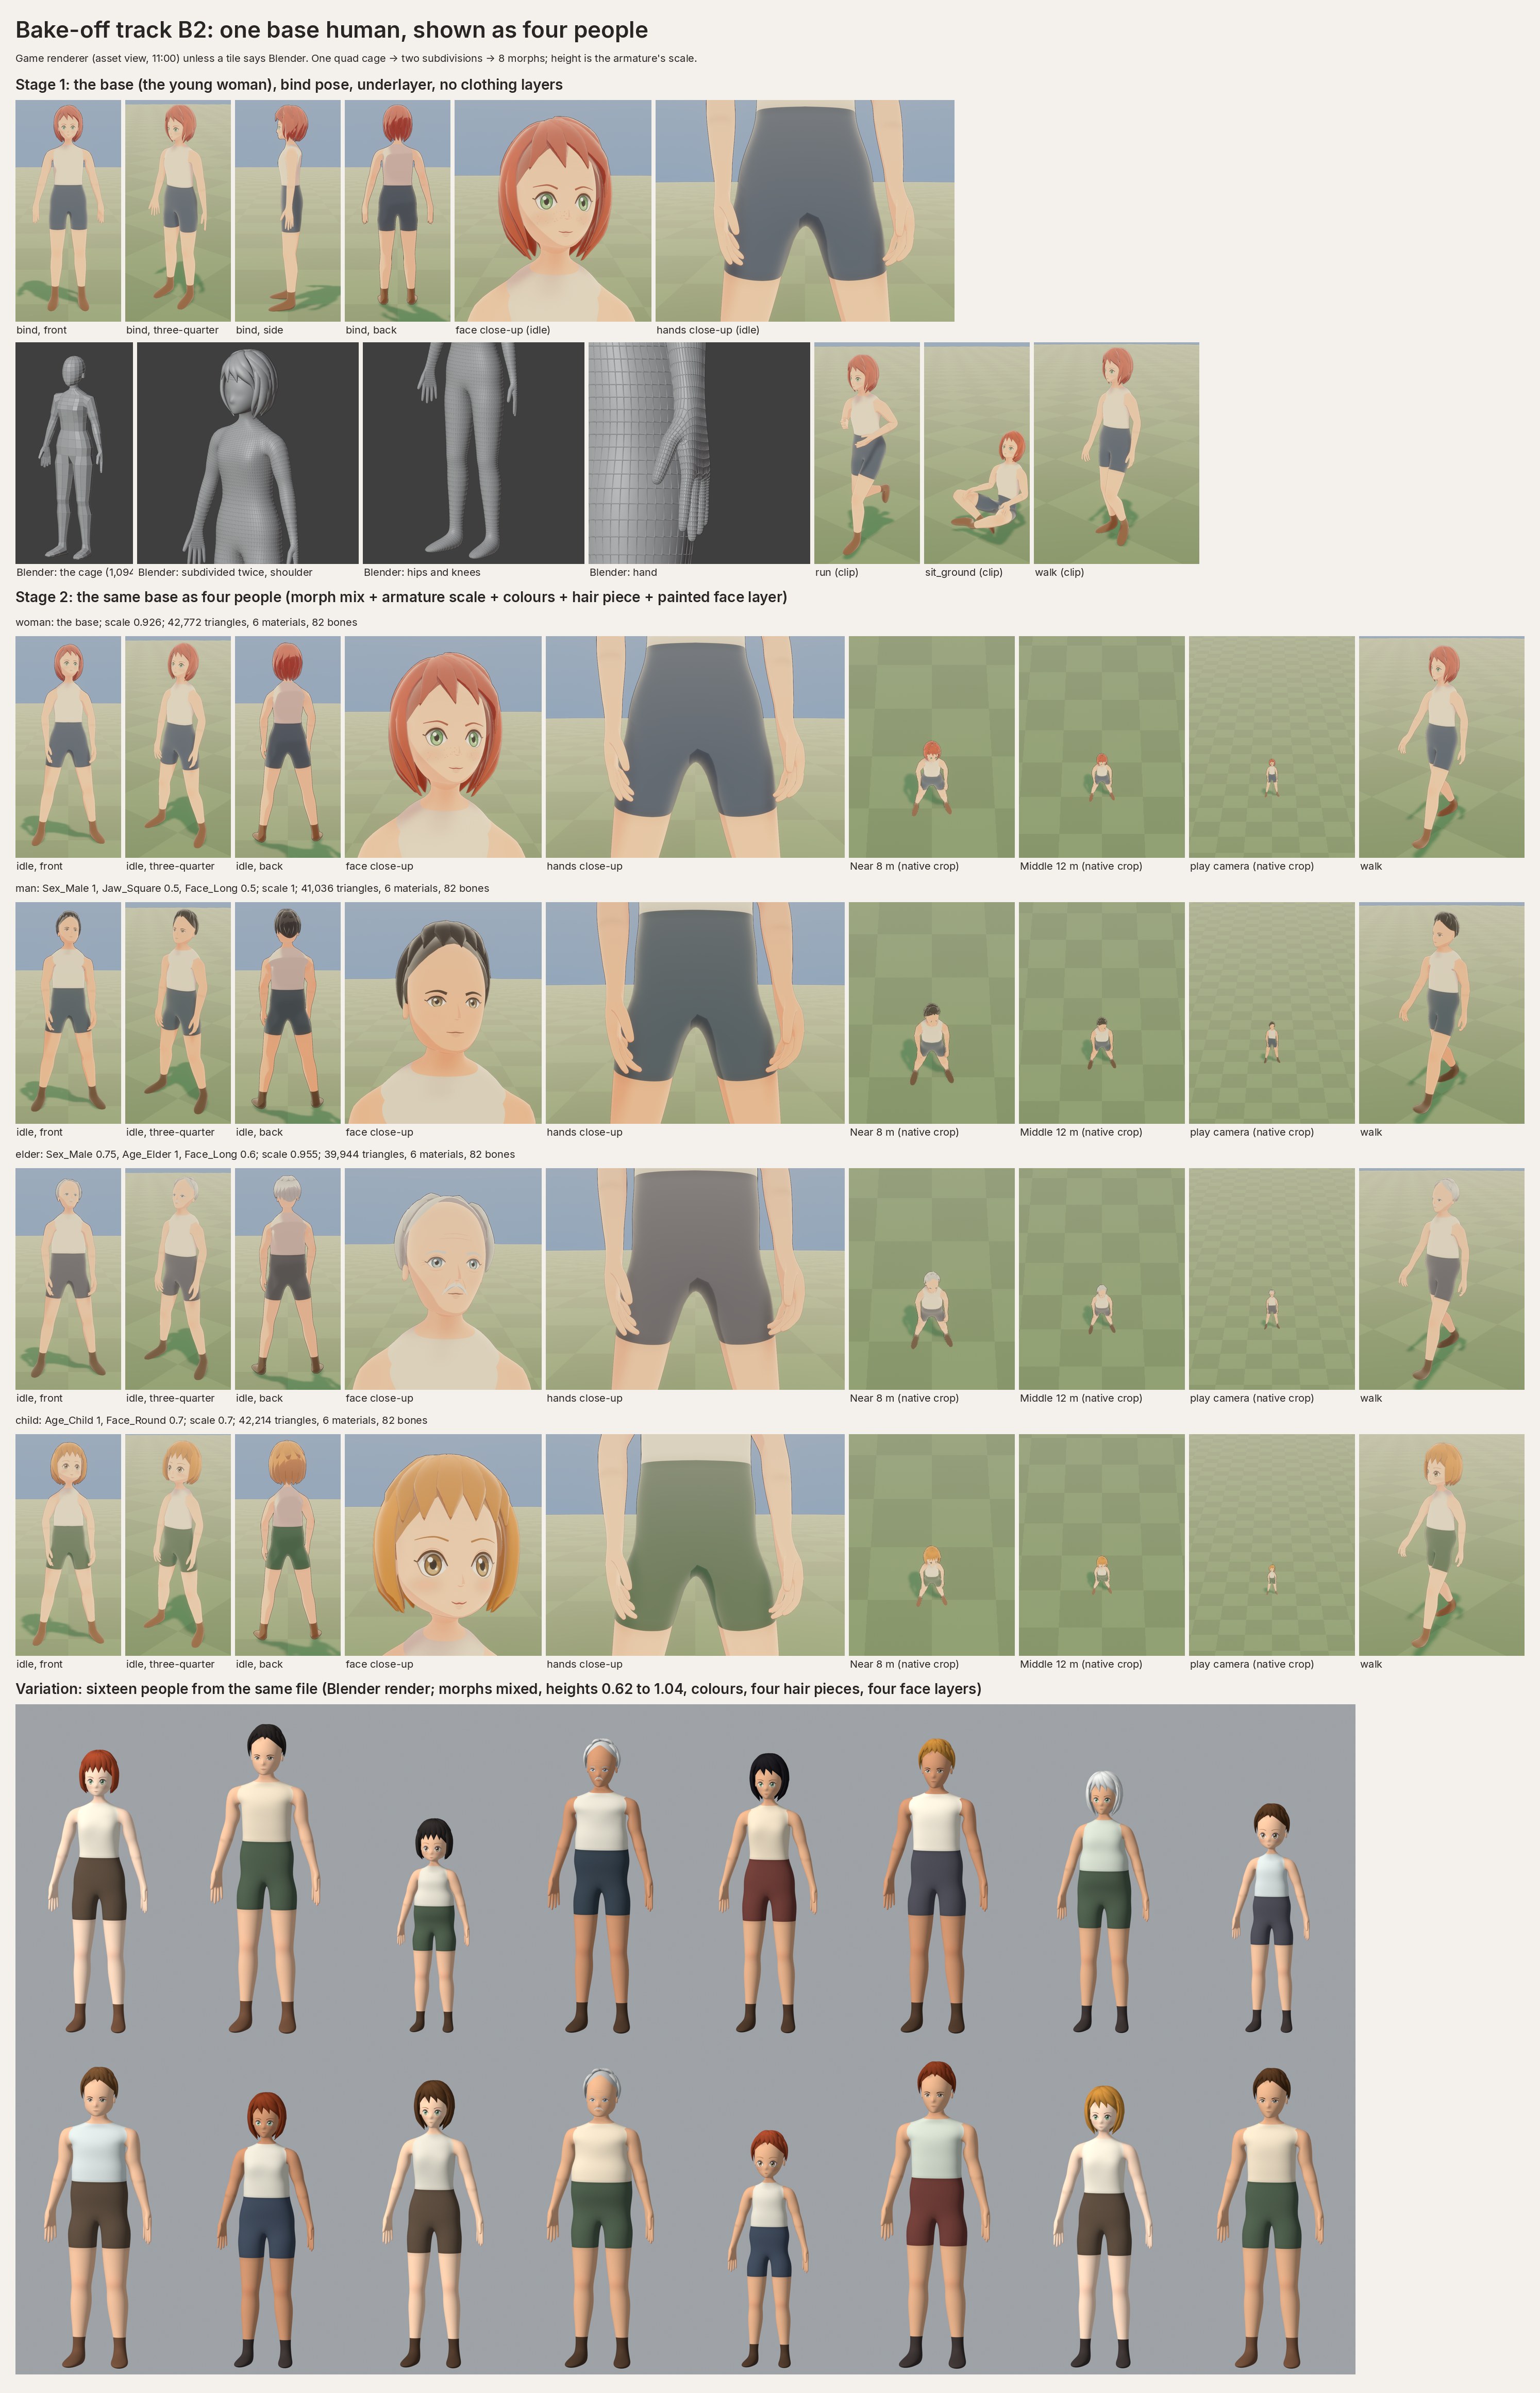 Bake-off track B2: one base human, shown as four people
Game renderer (asset view, 11:00) unless a tile says Blender. One quad cage → two subdivisions → 8 morphs; height is the armature's scale.
Stage 1: the base (the young woman), bind pose, underlayer, no clothing layers
bind, front
bind, three-quarter
bind, side
bind, back
face close-up (idle)
hands close-up (idle)
Blender: the cage (1,094
Blender: subdivided twice, shoulder
Blender: hips and knees
Blender: hand
run (clip)
sit_ground (clip)
walk (clip)
Stage 2: the same base as four people (morph mix + armature scale + colours + hair piece + painted face layer)
woman: the base; scale 0.926; 42,772 triangles, 6 materials, 82 bones
idle, front
idle, three-quarter
idle, back
face close-up
hands close-up
Near 8 m (native crop)
Middle 12 m (native crop)
play camera (native crop)
walk
man: Sex_Male 1, Jaw_Square 0.5, Face_Long 0.5; scale 1; 41,036 triangles, 6 materials, 82 bones
idle, front
idle, three-quarter
idle, back
face close-up
hands close-up
Near 8 m (native crop)
Middle 12 m (native crop)
play camera (native crop)
walk
elder: Sex_Male 0.75, Age_Elder 1, Face_Long 0.6; scale 0.955; 39,944 triangles, 6 materials, 82 bones
idle, front
idle, three-quarter
idle, back
face close-up
hands close-up
Near 8 m (native crop)
Middle 12 m (native crop)
play camera (native crop)
walk
child: Age_Child 1, Face_Round 0.7; scale 0.7; 42,214 triangles, 6 materials, 82 bones
idle, front
idle, three-quarter
idle, back
face close-up
hands close-up
Near 8 m (native crop)
Middle 12 m (native crop)
play camera (native crop)
walk
Variation: sixteen people from the same file (Blender render; morphs mixed, heights 0.62 to 1.04, colours, four hair pieces, four face layers)